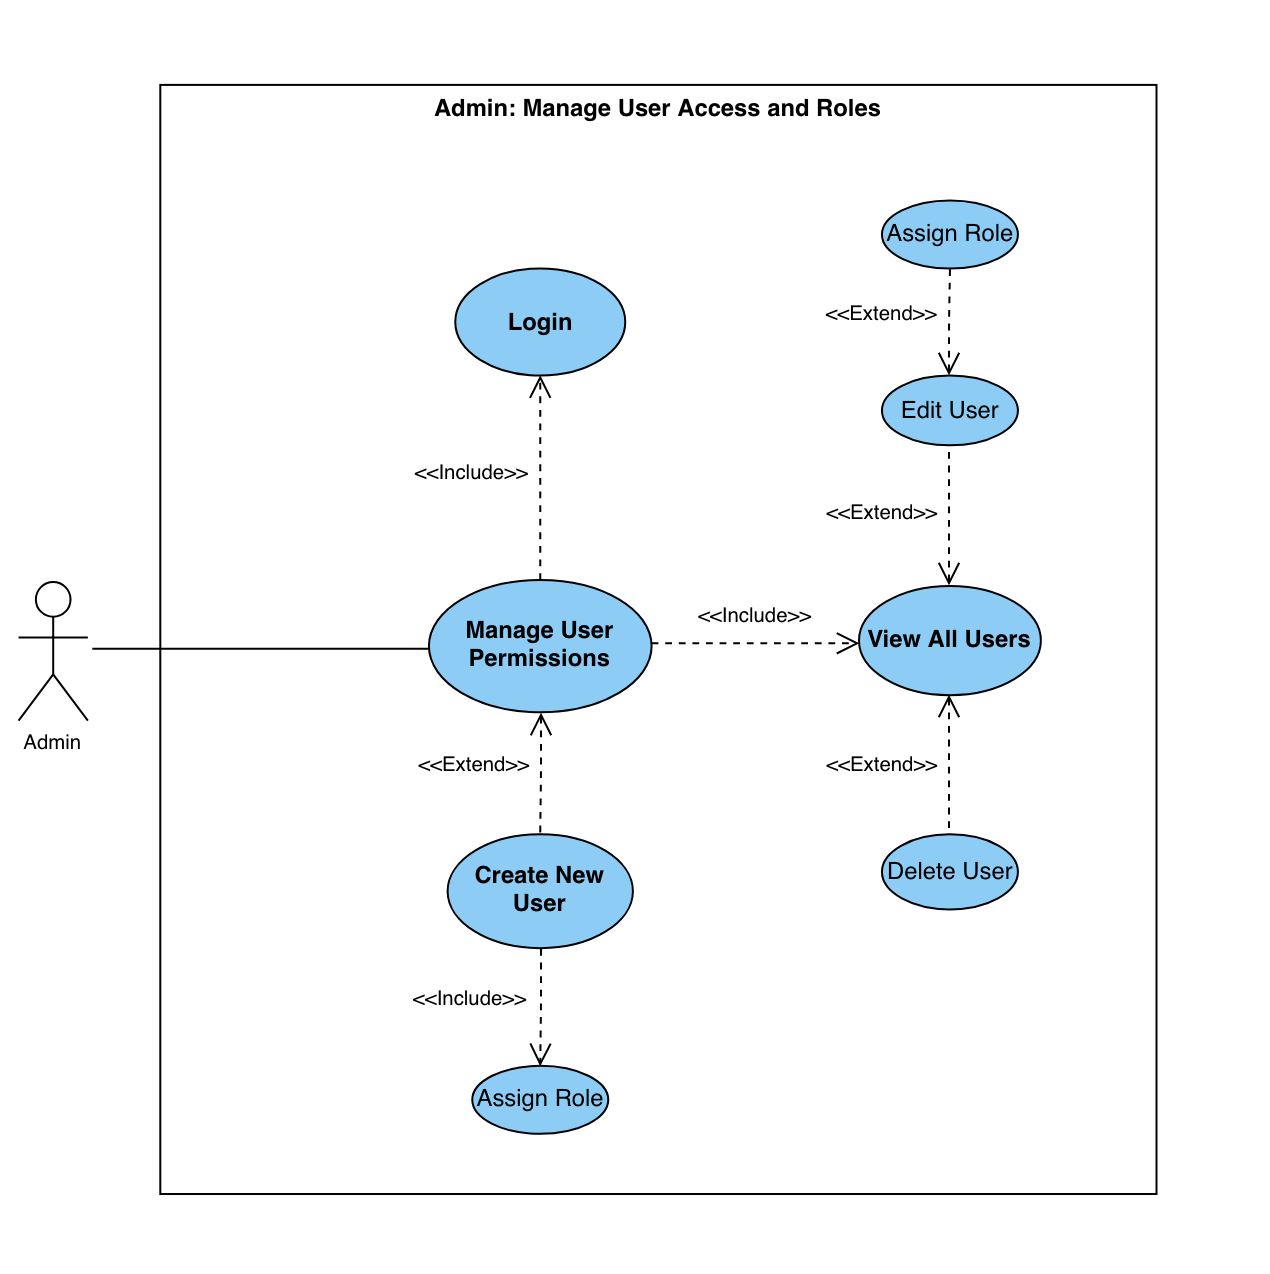 Admin: Manage User Access and Roles
Assign Role
<<Extend>>
Login
Edit User
<<Include>>
<<Extend>>
Manage User
Permissions
<<Include>>
View All Users
Admin
<<Extend>>
<<Extend>>
Create New
User
Delete User
<<Include>>
Assign Role